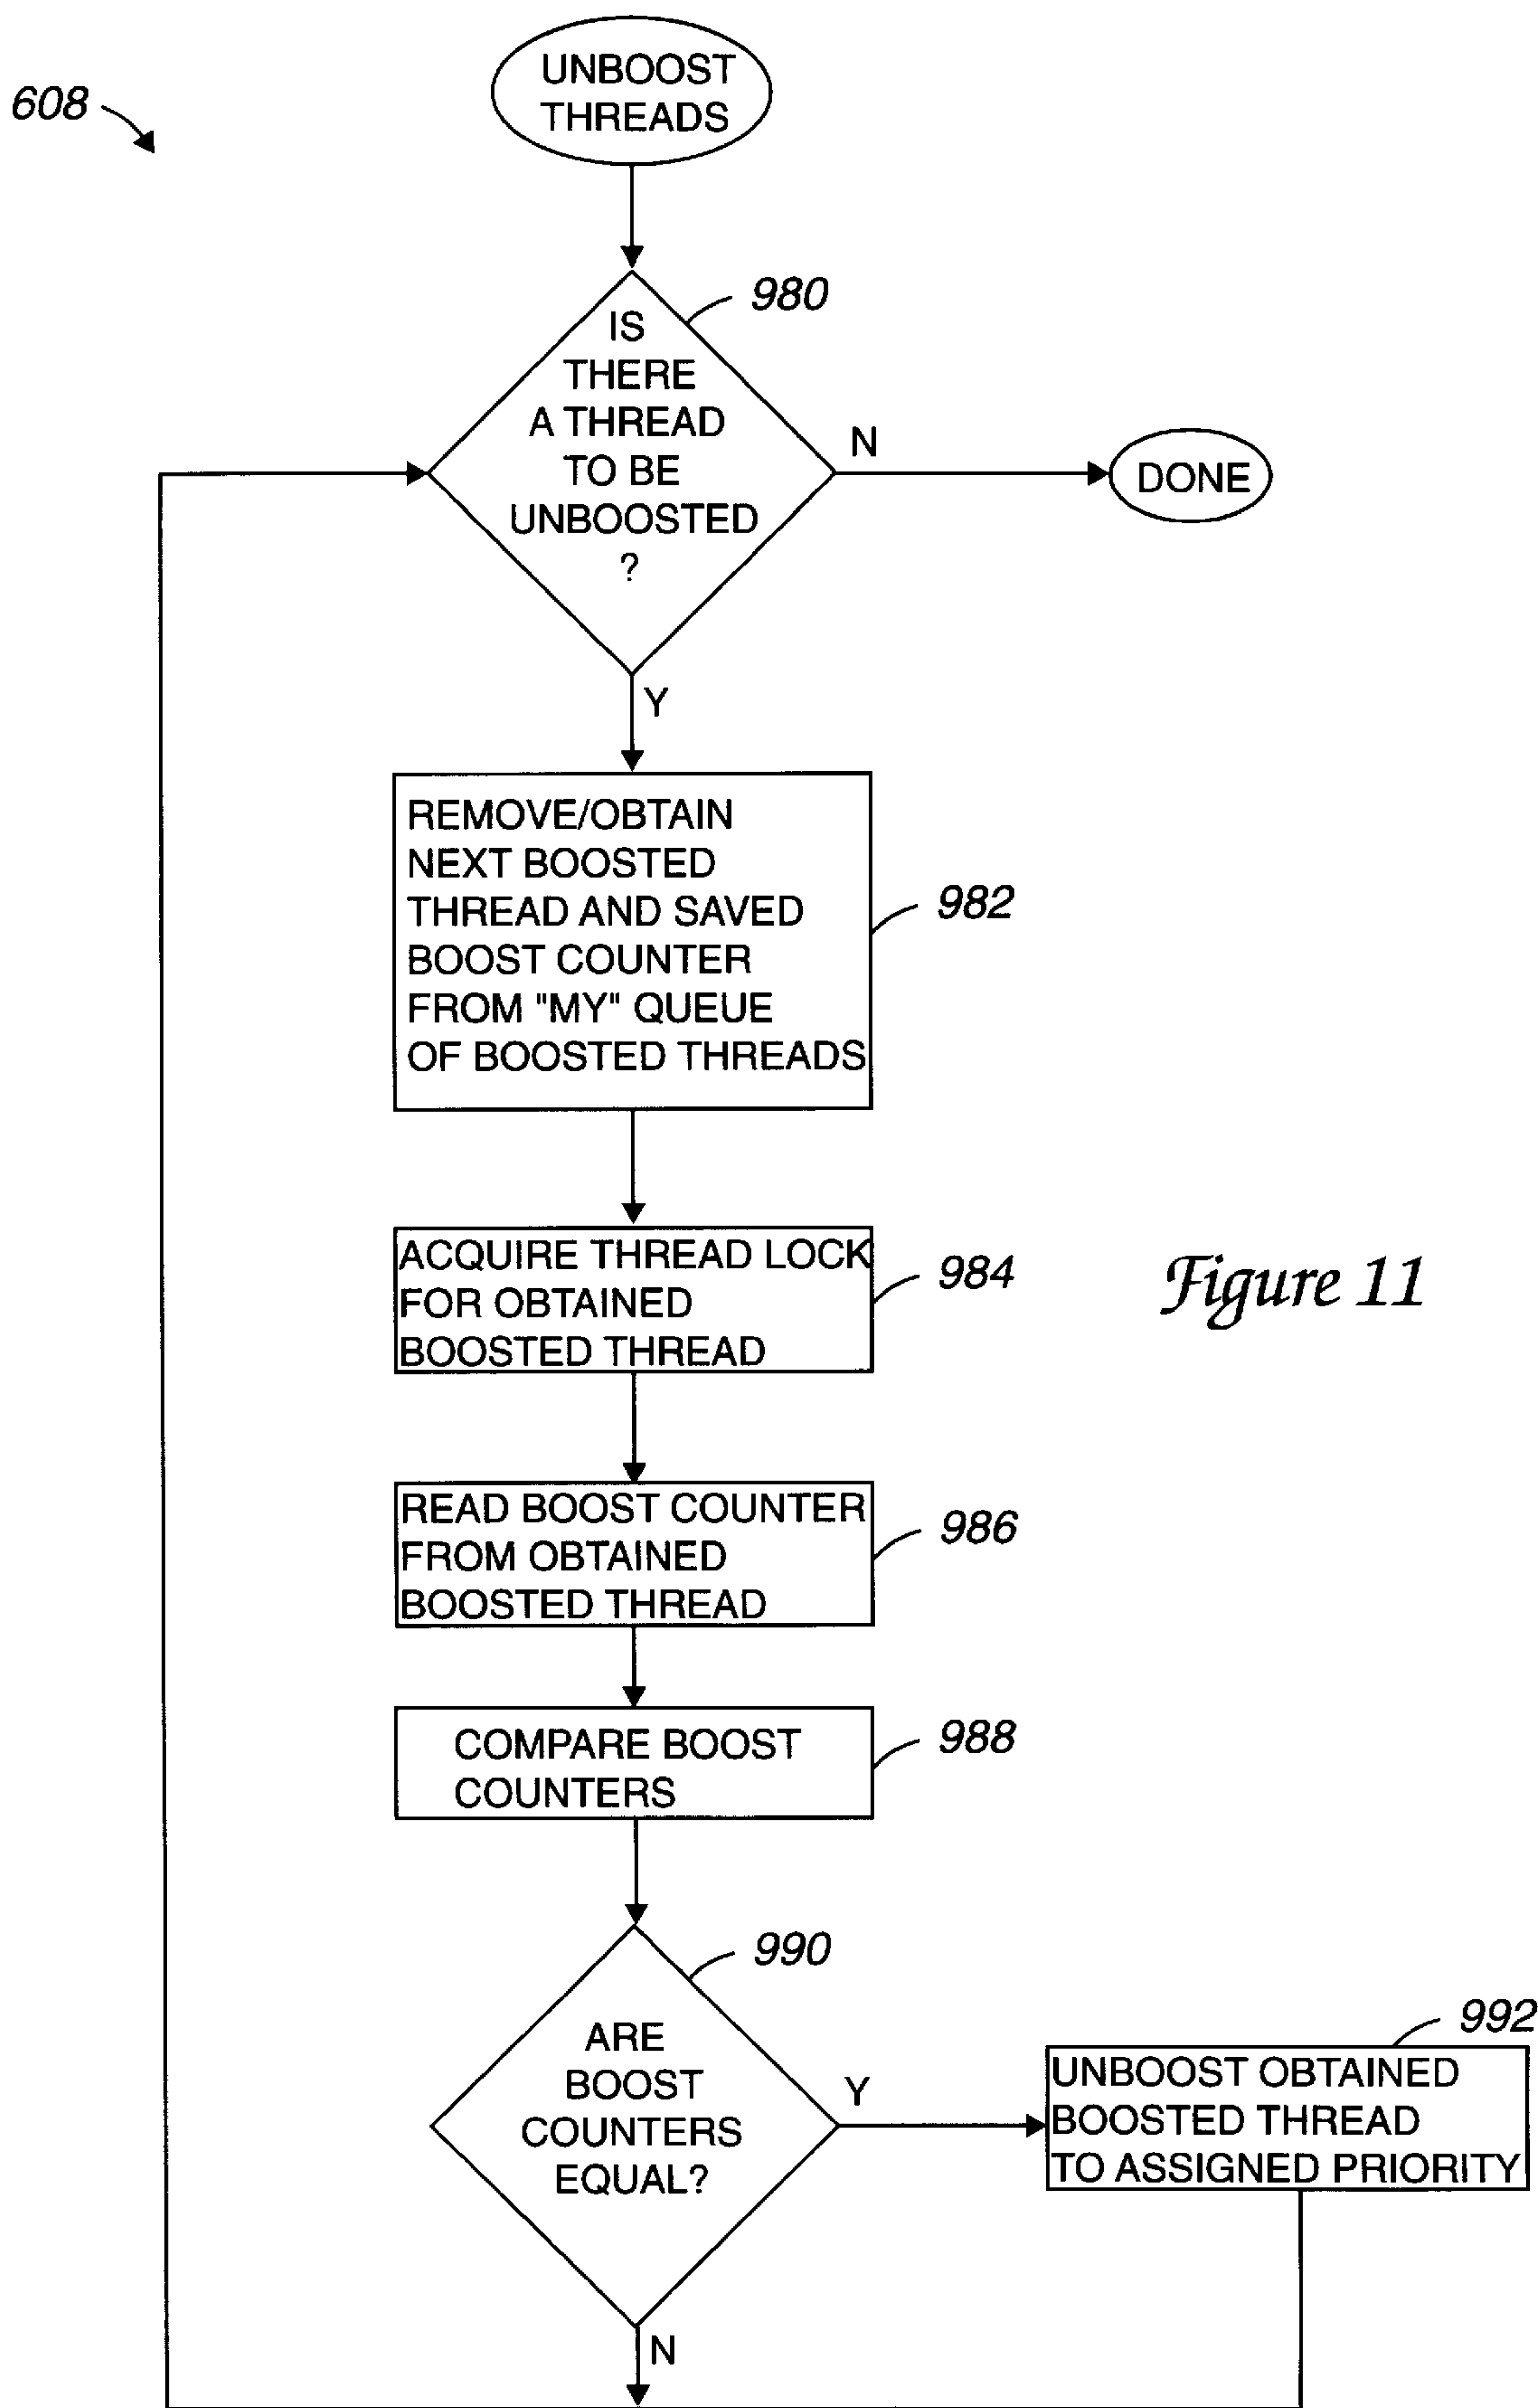 608
UNBOOST
THREADS
980
IS
THERE
A THREAD
TO BE
UNBOOSTED
?
N
DONE
Y
REMOVE/OBTAIN
NEXT BOOSTED
THREAD AND SAVED
BOOST COUNTER
FROM "MY" QUEUE
OF BOOSTED THREADS
982
ACQUIRE THREAD LOCK
FOR OBTAINED
BOOSTED THREAD
984
Figure 11
READ BOOST COUNTER
FROM OBTAINED
BOOSTED THREAD
986
COMPARE BOOST
COUNTERS
988
990
ARE
BOOST
COUNTERS
EQUAL?
Y
992
UNBOOST OBTAINED
BOOSTED THREAD
TO ASSIGNED PRIORITY
N